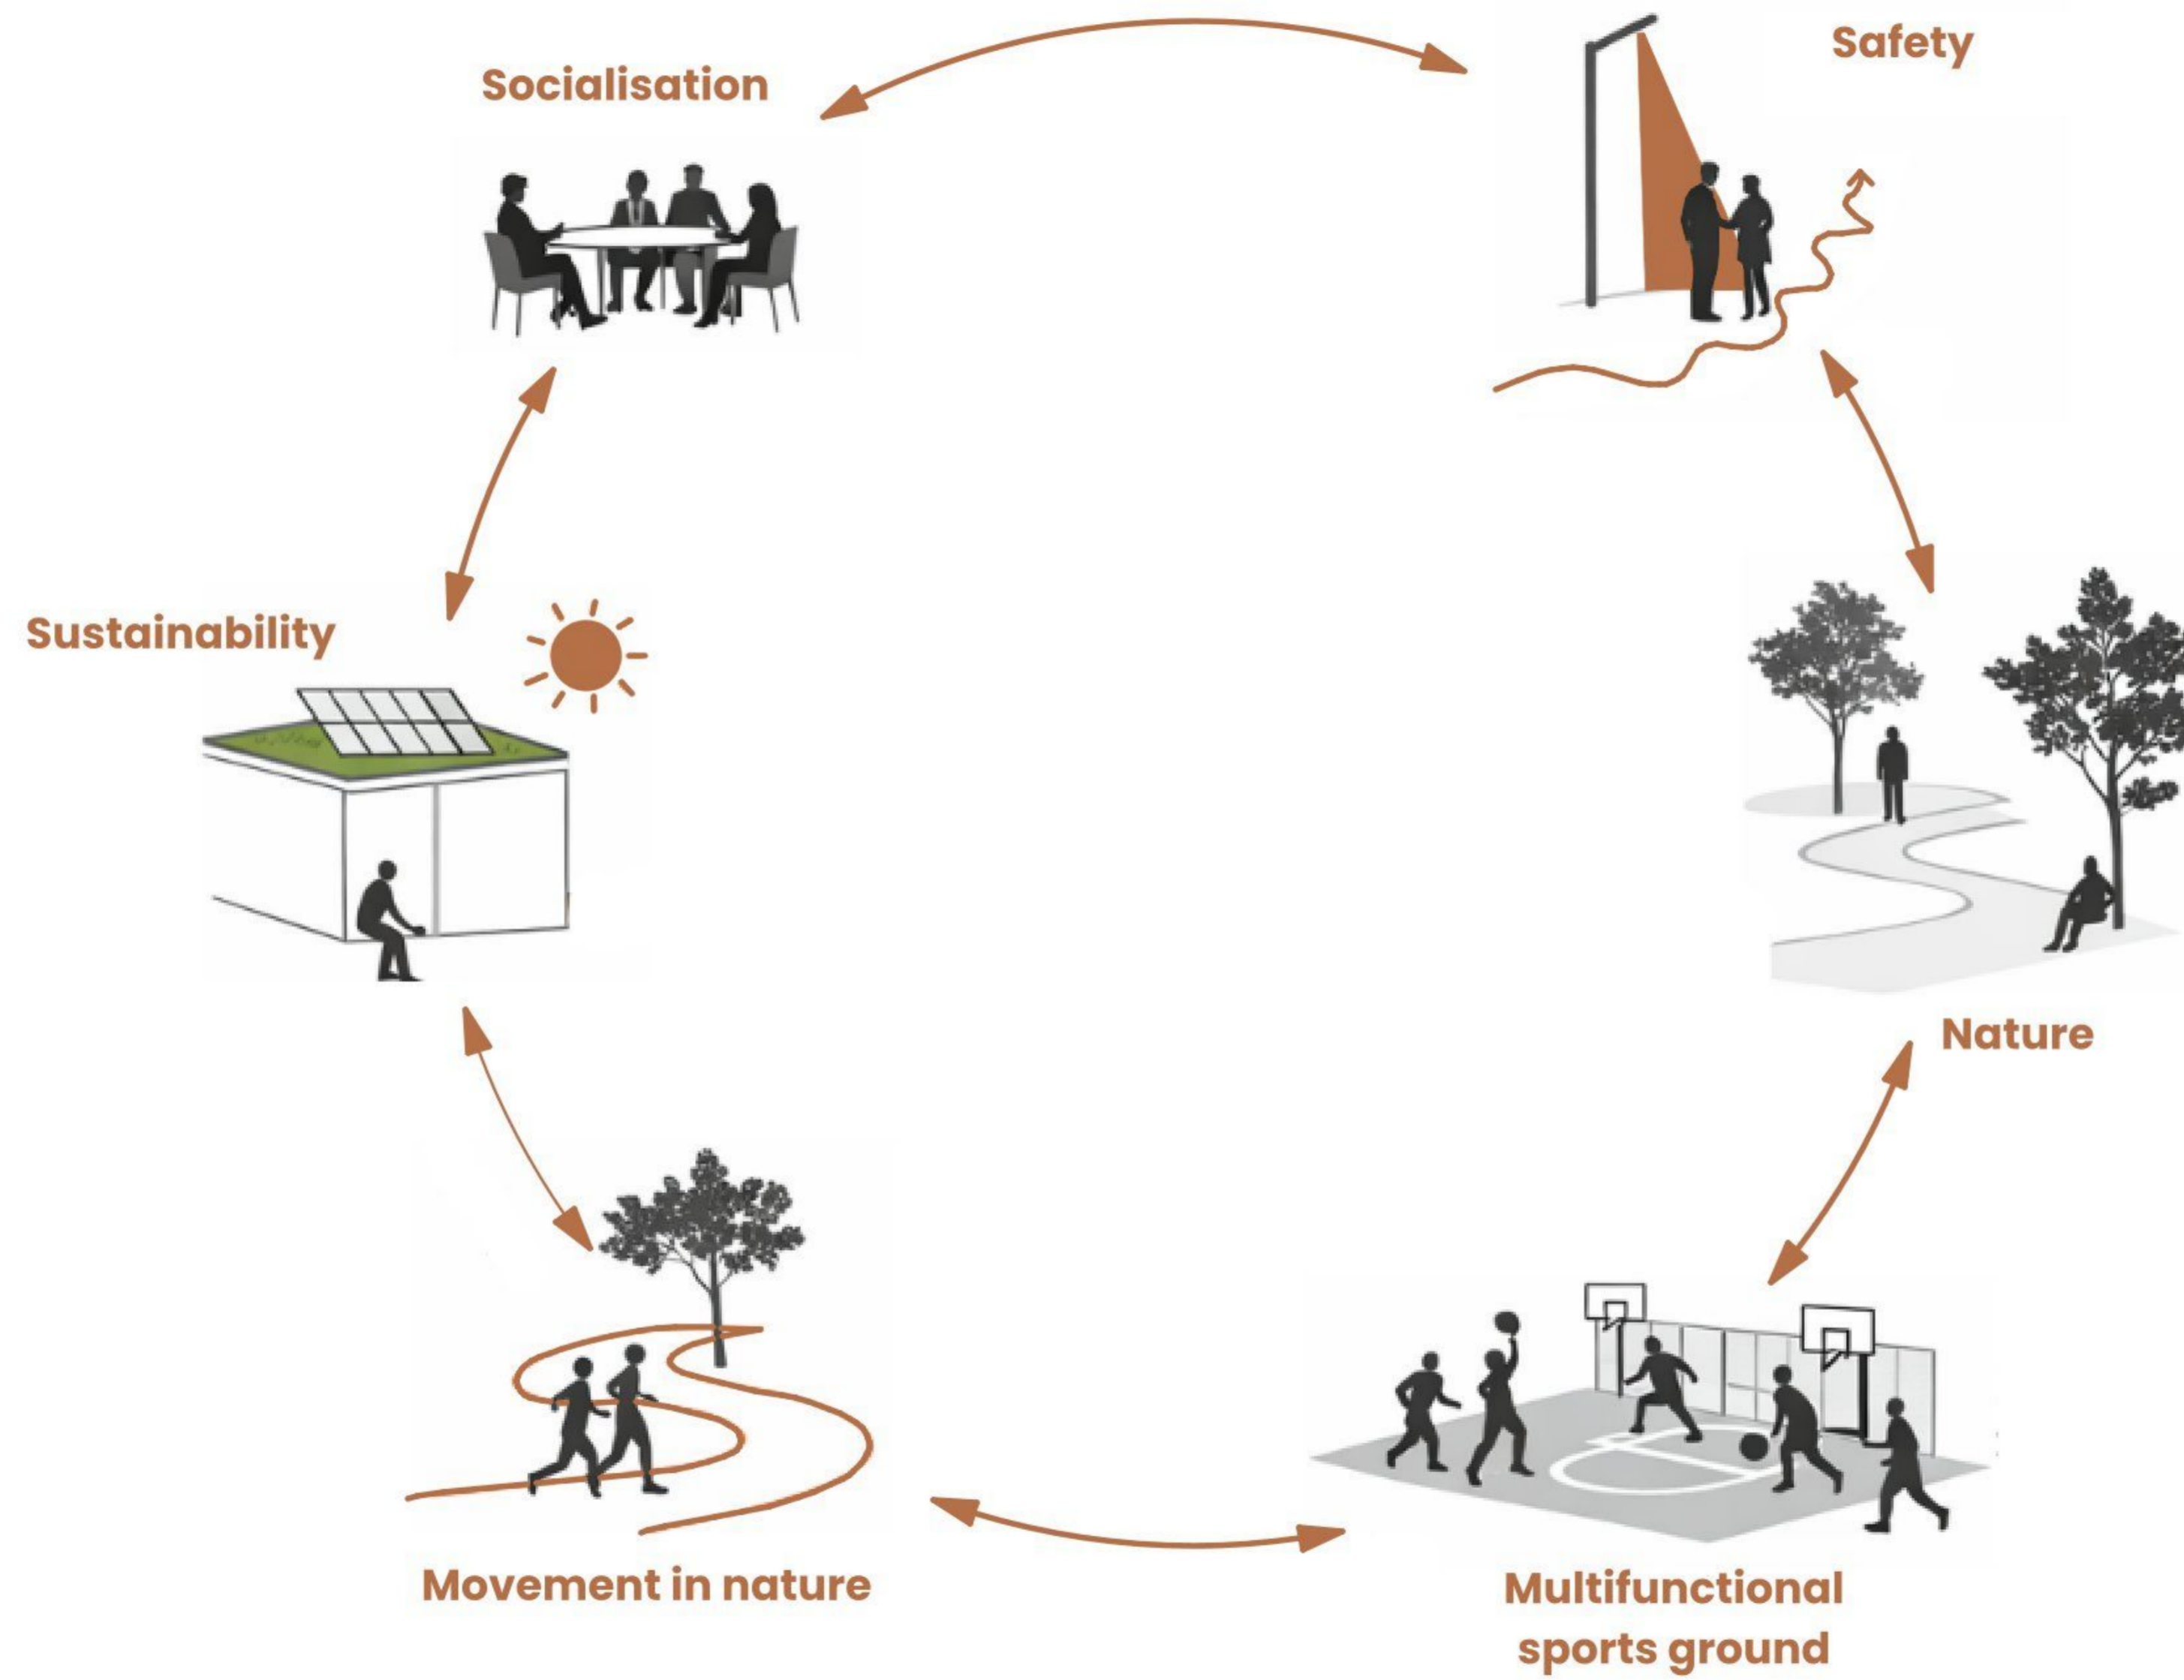 Socialisation
Safety
Sustainability
Nature
Movement in nature
Multifunctional
sports ground